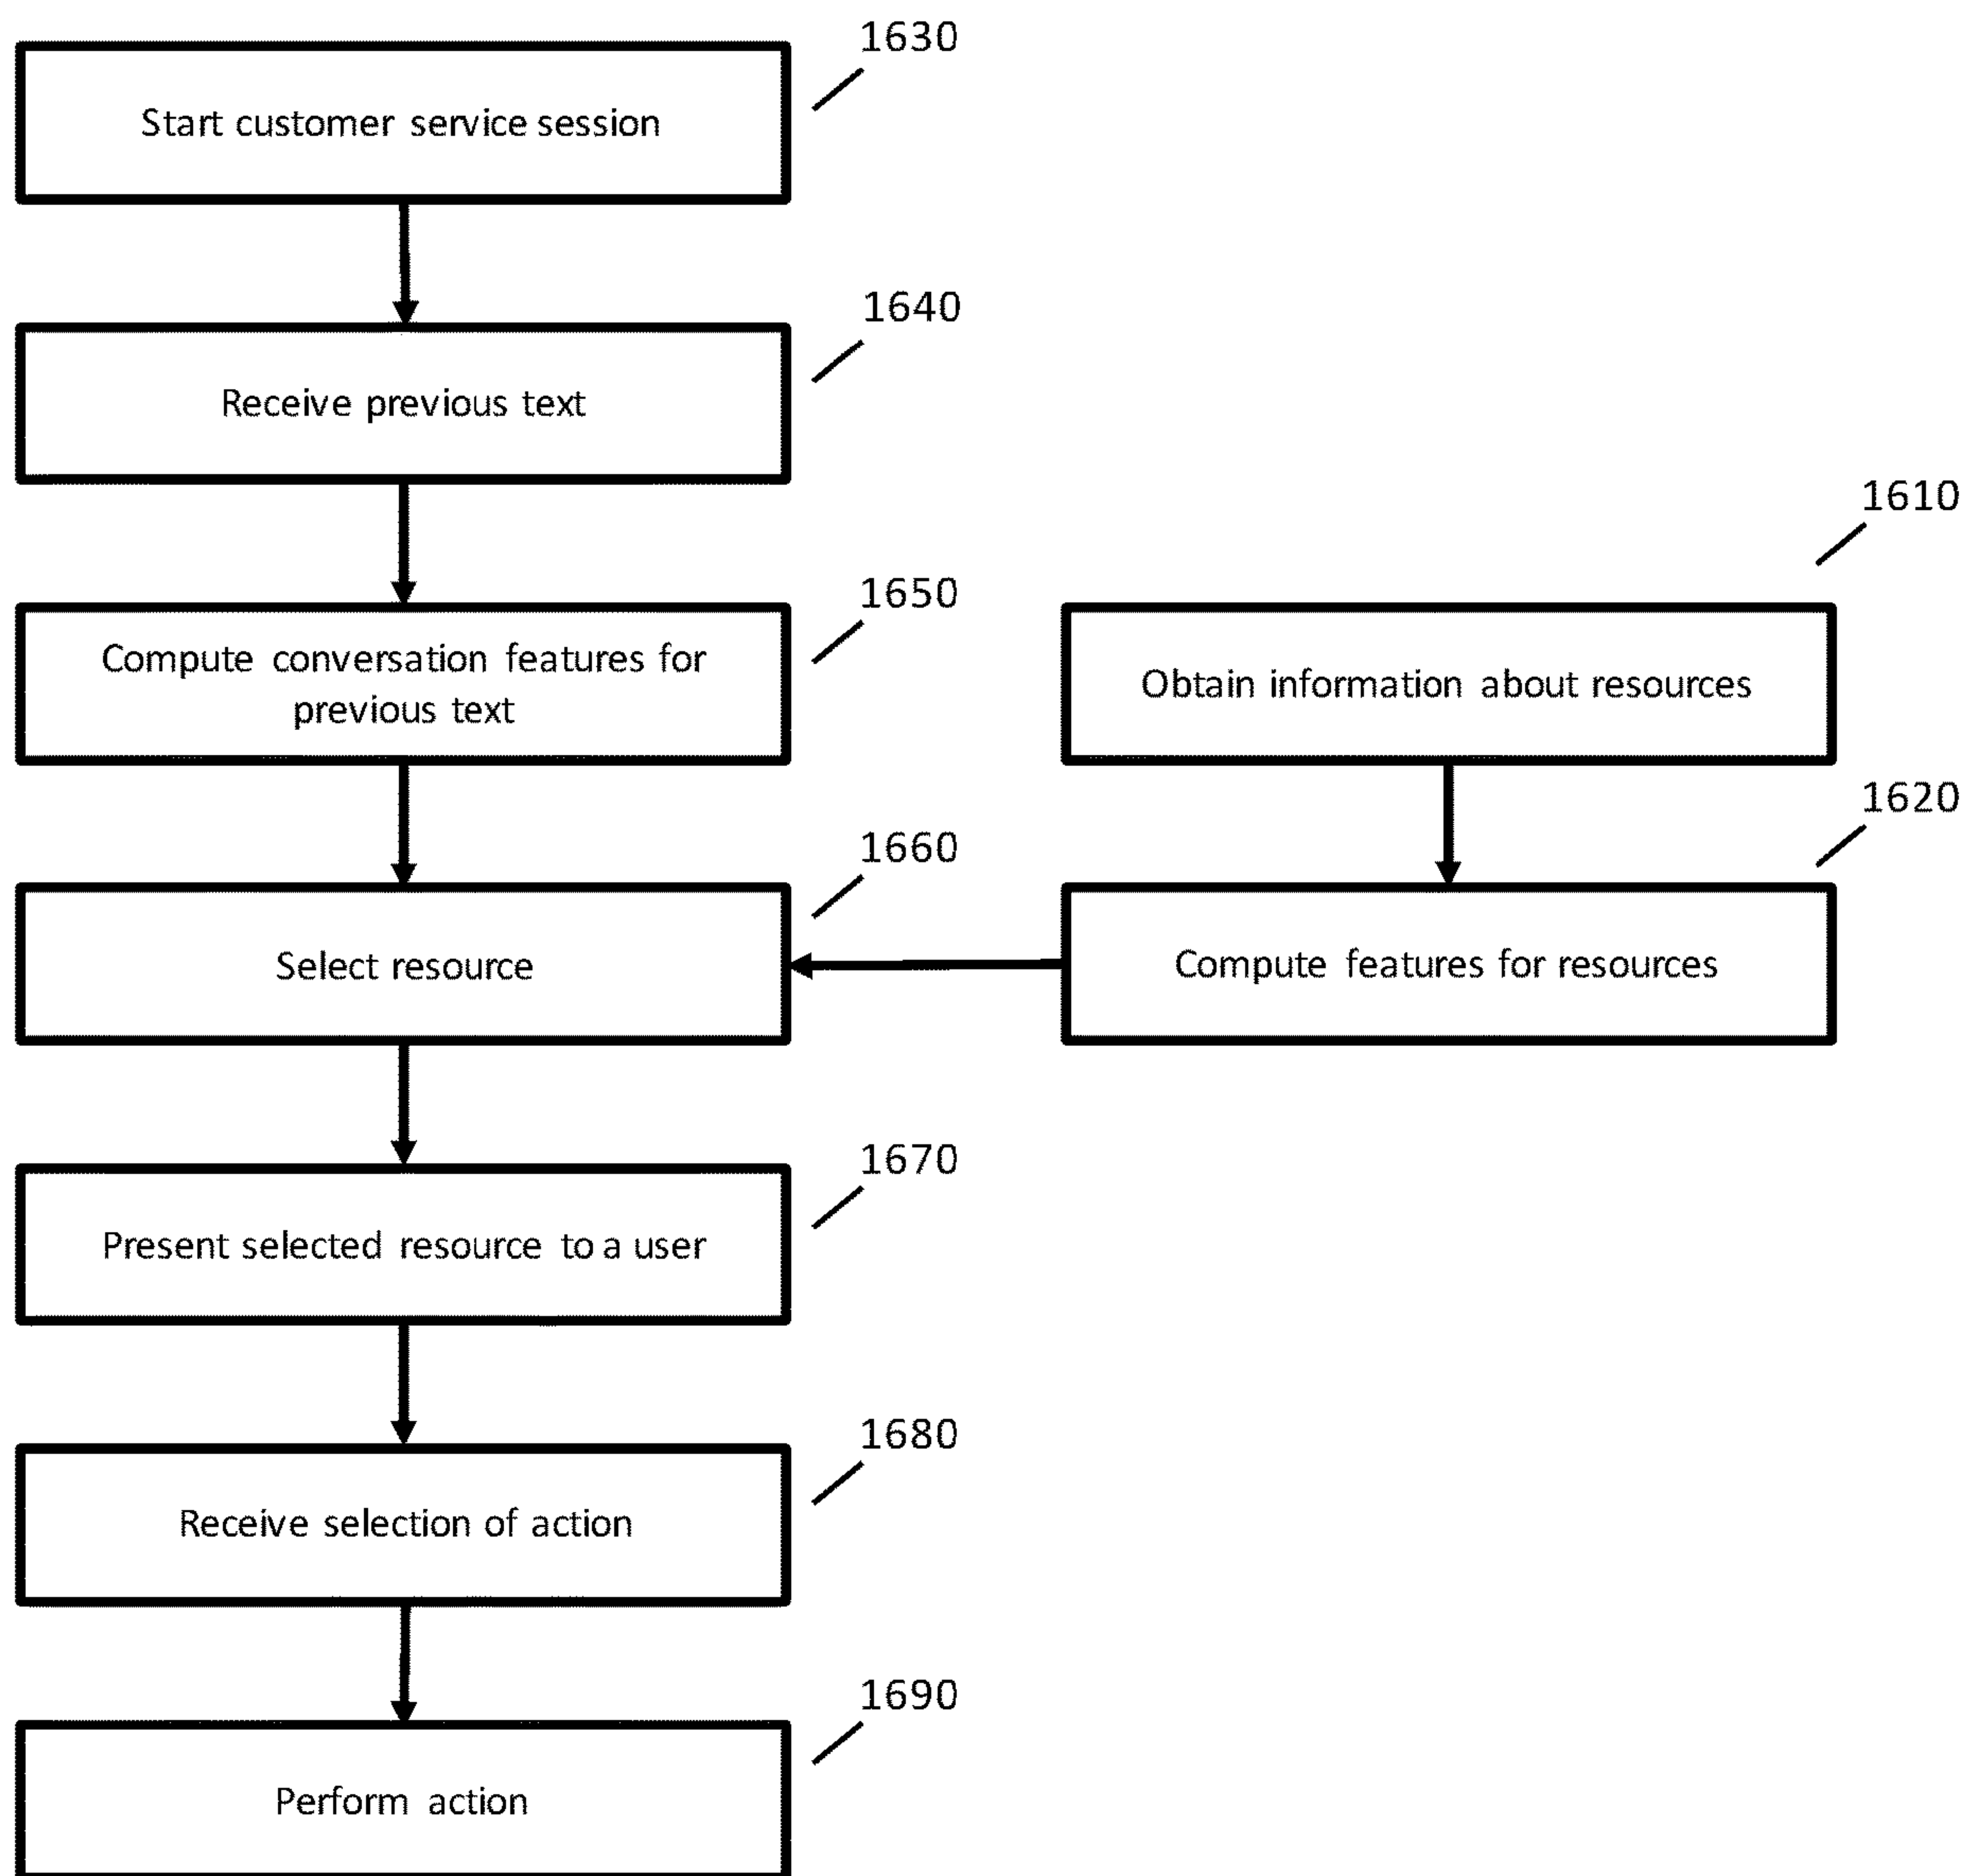 1630
Start customer service session
1640
Receive previous text
1650
Compute conversation features for
previous text
1610
Obtain information about resources
1620
Compute features for resources
1660
Select resource
1670
Present selected resource to a user
1680
Receive selection of action
1690
Perform action